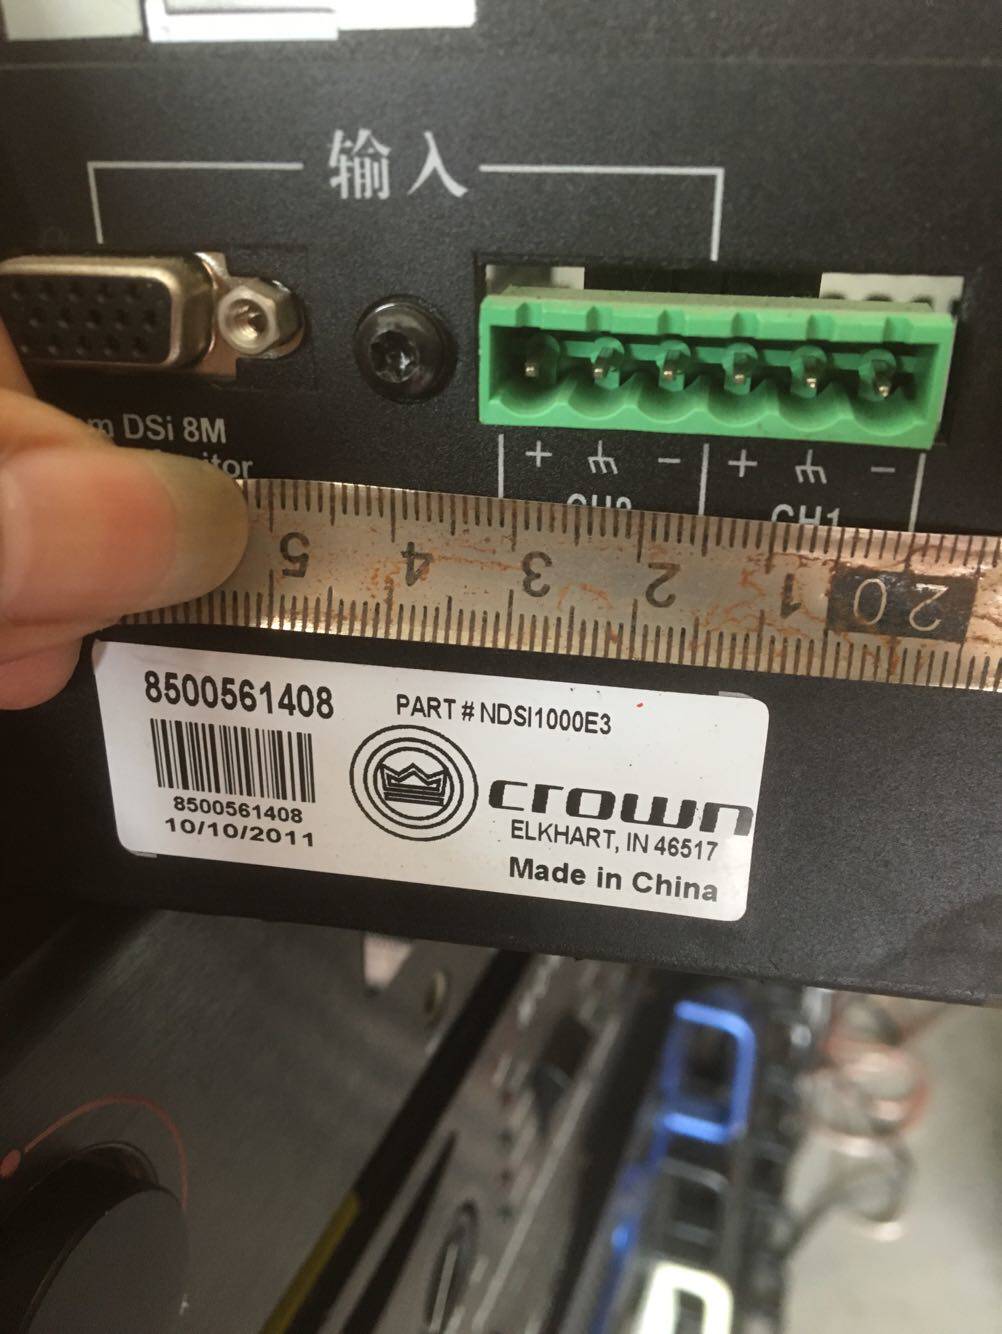 输入
DSi 8M
+ - + -
CH1
5 4 3 2 1 20
8500561408
PART # NDSI1000E3
8500561408
10/10/2011
crown
ELKHART, IN 46517
Made in China